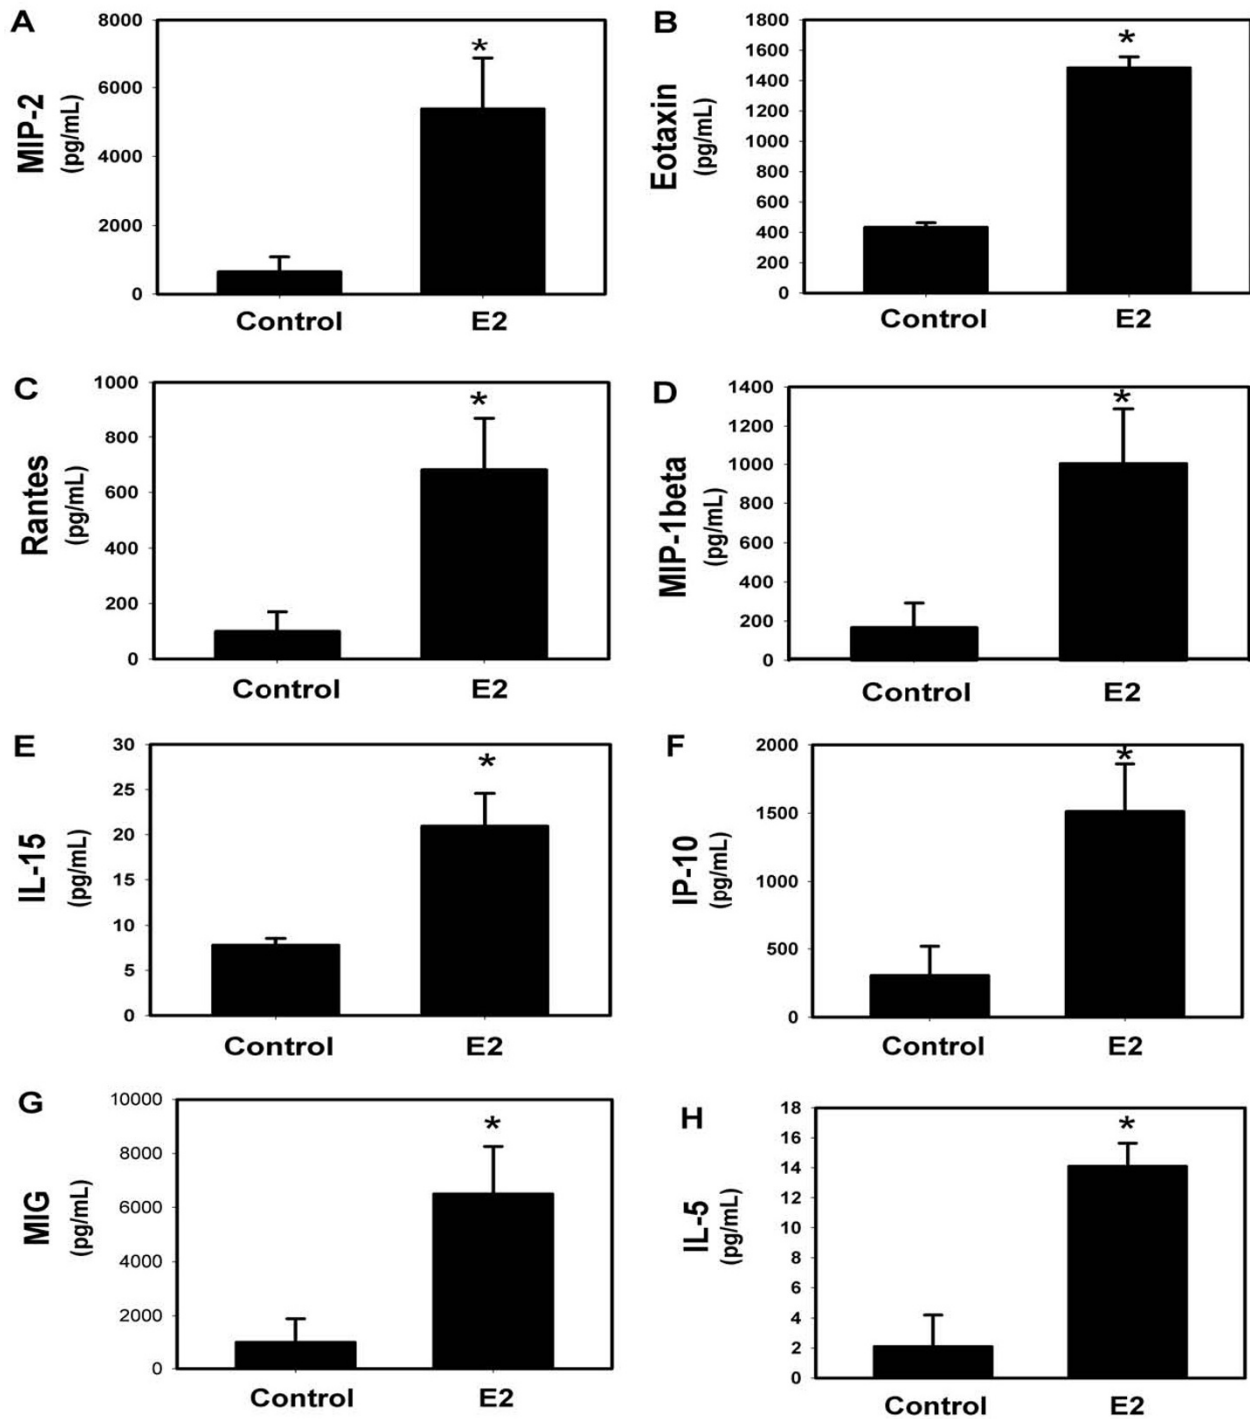 A
MIP-2
(pg/mL)
8000
6000
4000
2000
0
*
Control E2
B
Eotaxin
(pg/mL)
1800
1600
1400
1200
1000
800
600
400
200
0
*
Control E2
C
Rantes
(pg/mL)
1000
800
600
400
200
0
*
Control E2
D
MIP-1beta
(pg/mL)
1400
1200
1000
800
600
400
200
0
*
Control E2
E
IL-15
(pg/mL)
30
25
20
15
10
5
0
*
Control E2
F
IP-10
(pg/mL)
2000
1500
1000
500
0
*
Control E2
G
MIG
(pg/mL)
10000
8000
6000
4000
2000
0
*
Control E2
H
IL-5
(pg/mL)
18
16
14
12
10
8
6
4
2
0
*
Control E2